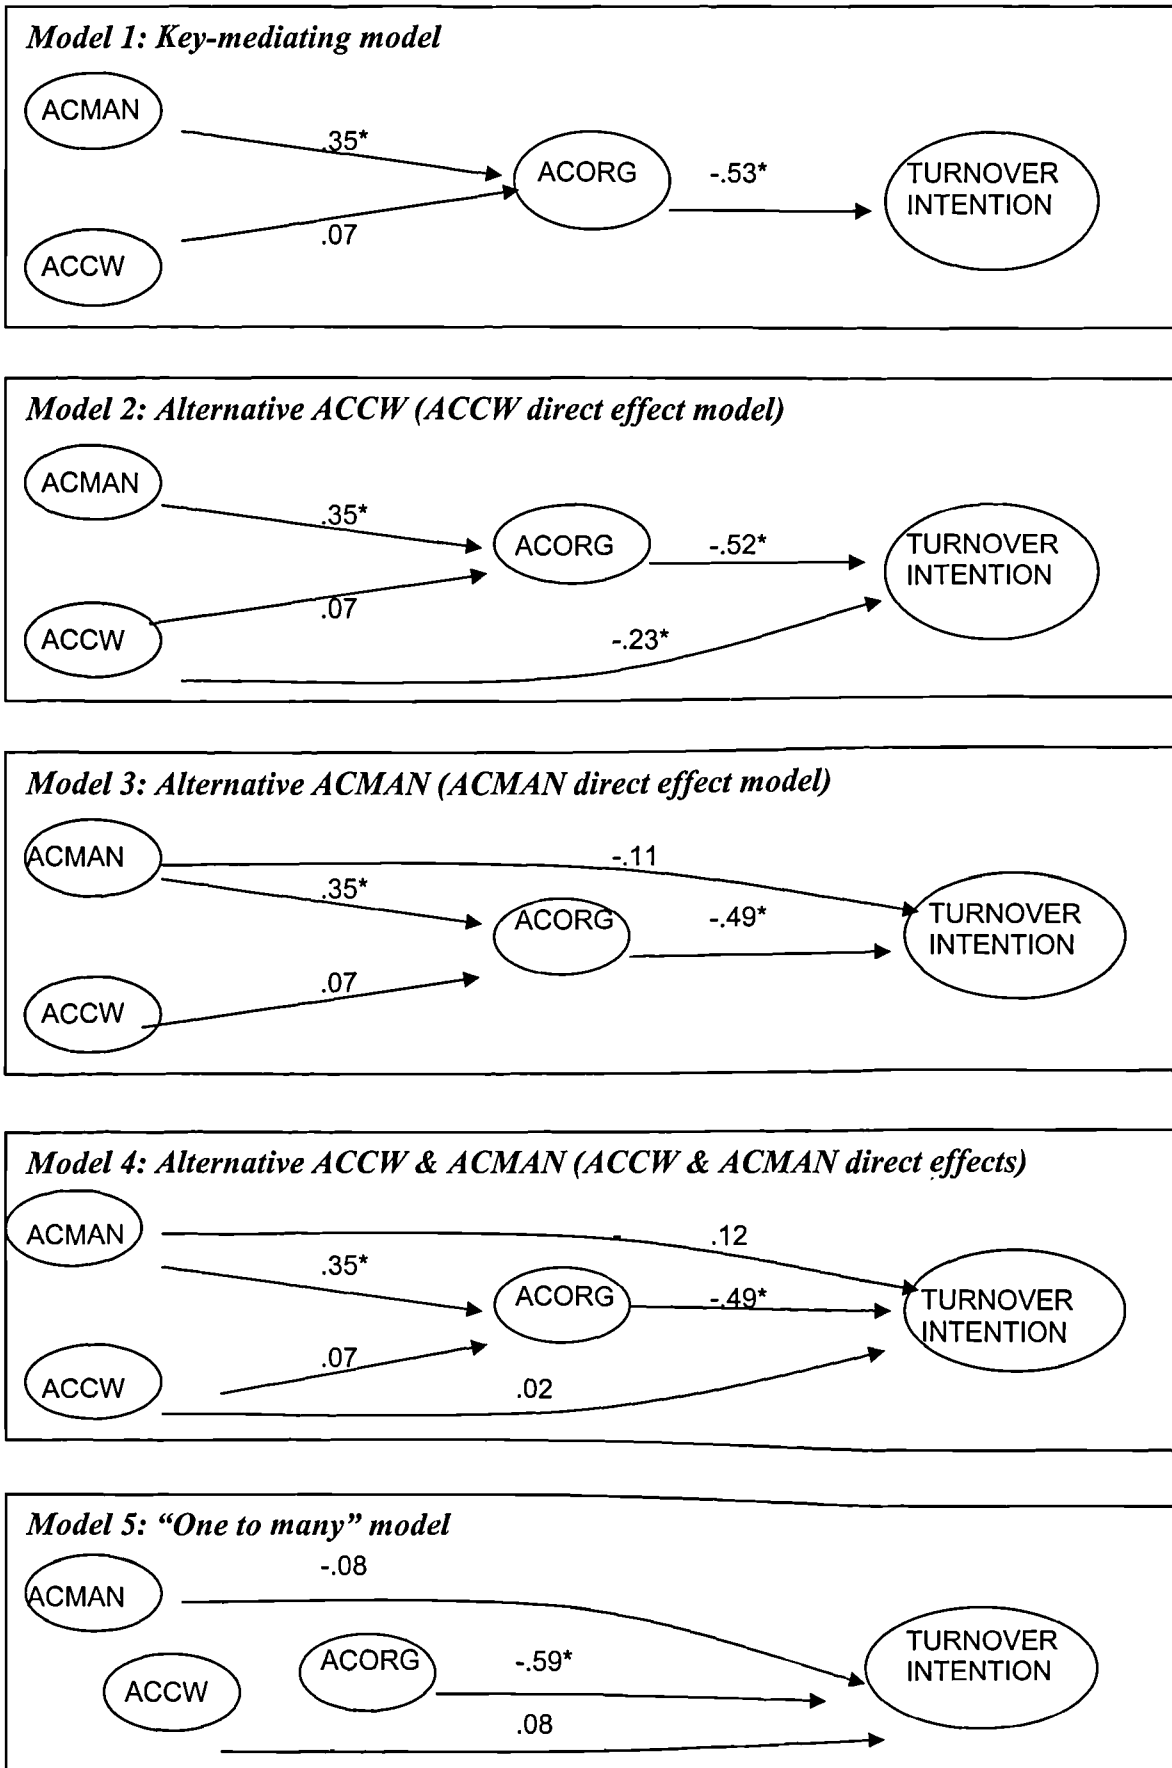 Model 1: Key-mediating model
ACMAN
.35*
ACORG
-.53*
TURNOVER
INTENTION
.07
ACCW
Model 2: Alternative ACCW (ACCW direct effect model)
ACMAN
.35*
ACORG
-.52*
TURNOVER
INTENTION
.07
ACCW
-.23*
Model 3: Alternative ACMAN (ACMAN direct effect model)
ACMAN
-.11
.35*
ACORG
-.49*
TURNOVER
INTENTION
.07
ACCW
Model 4: Alternative ACCW & ACMAN (ACCW & ACMAN direct effects)
ACMAN
.12
.35*
ACORG
-.49*
TURNOVER
INTENTION
.07
ACCW
.02
Model 5: “One to many” model
-.08
ACMAN
TURNOVER
INTENTION
ACORG
-.59*
ACCW
.08